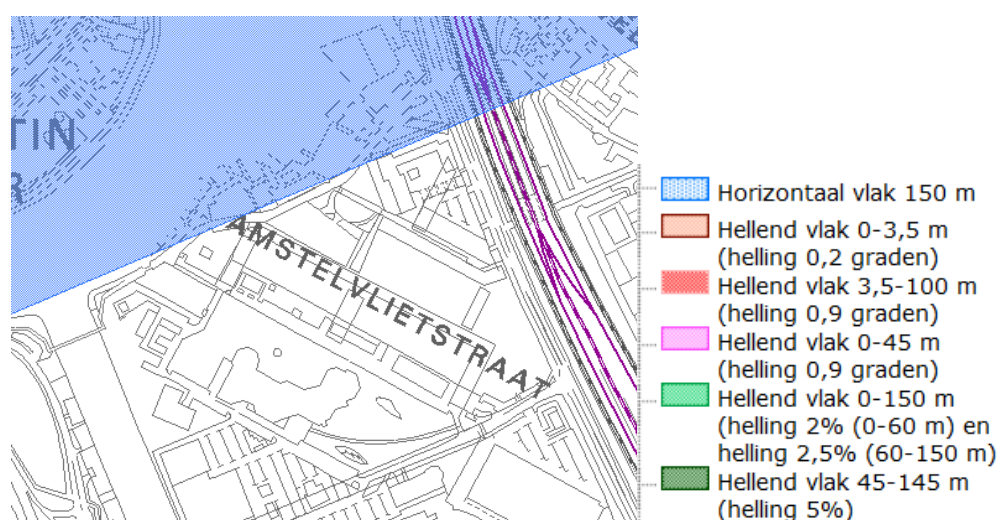 TIN
R
AMSTELVLIETSTRAAT
Horizontaal vlak 150 m
Hellend vlak 0-3,5 m
(helling 0,2 graden)
Hellend vlak 3,5-100 m
(helling 0,9 graden)
Hellend vlak 0-45 m
(helling 0,9 graden)
Hellend vlak 0-150 m
(helling 2% (0-60 m) en
helling 2,5% (60-150 m)
Hellend vlak 45-145 m
(helling 5%)